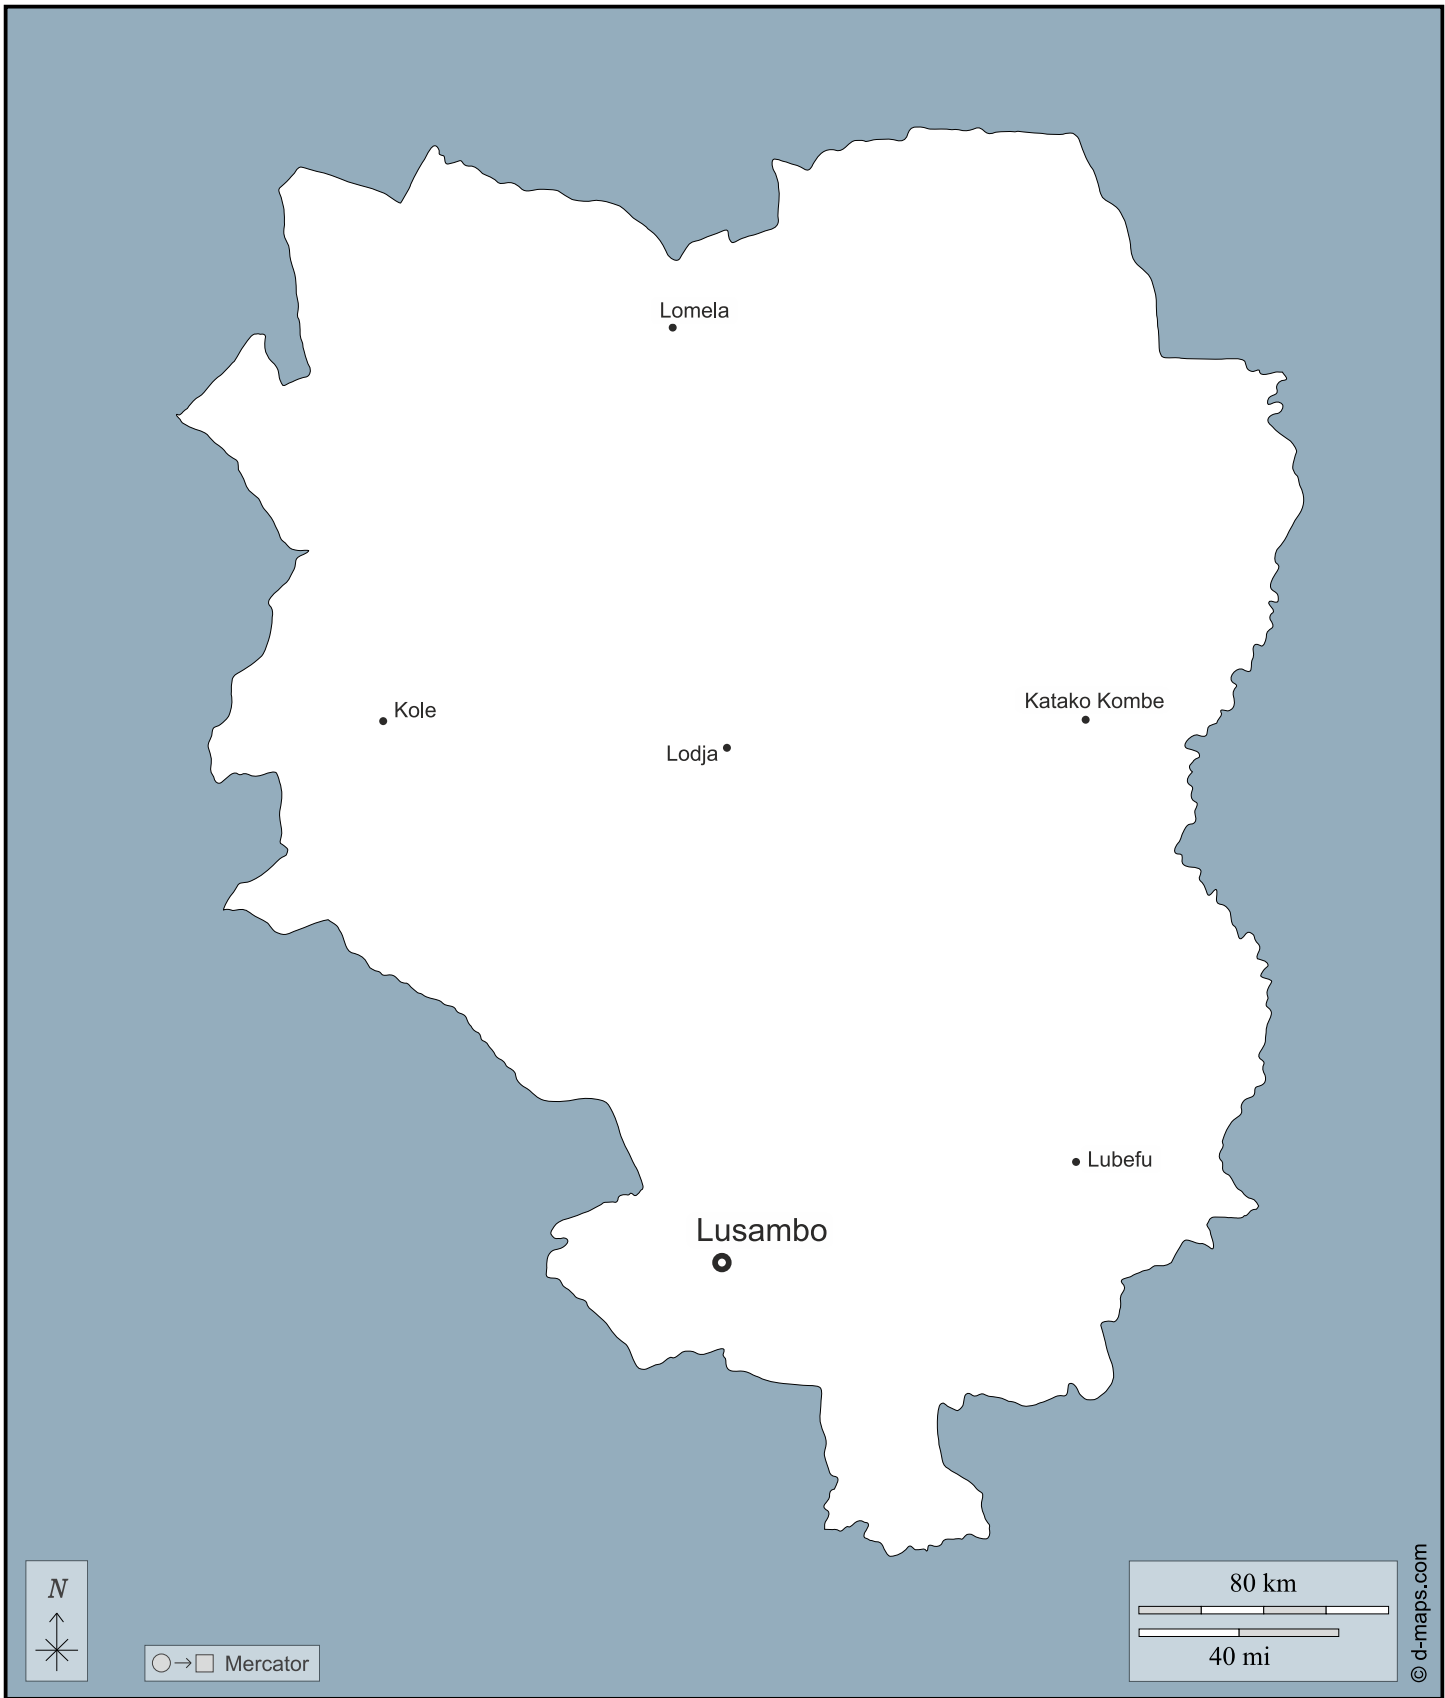 Lomela
Kole
Katako Kombe
Lodja
Lubefu
Lusambo
N
Mercator
80 km
40 mi
© d-maps.com